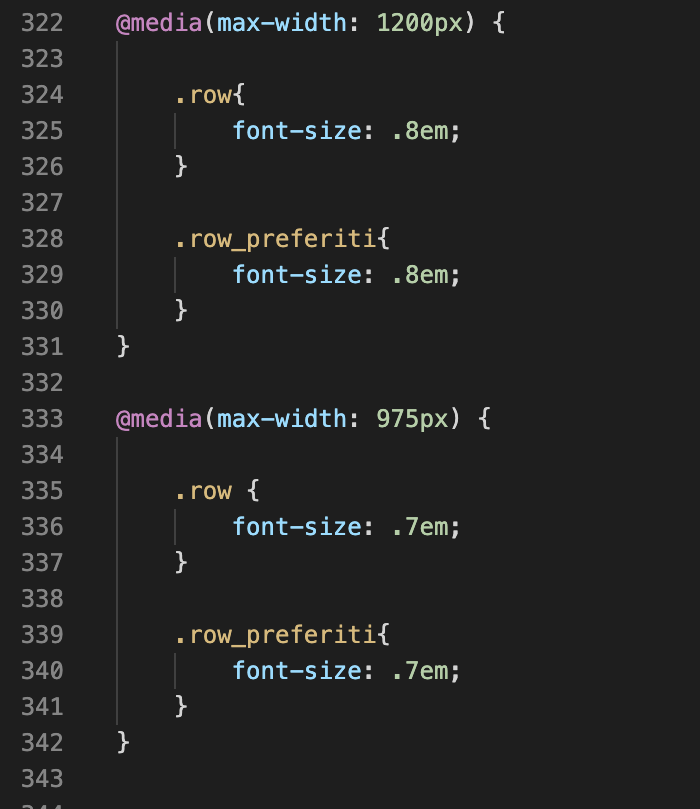 322 @media(max-width: 1200px) {
323
324 .row{
325 font-size: .8em;
326 }
327
328 .row_preferiti{
329 font-size: .8em;
330 }
331 }
332
333 @media(max-width: 975px) {
334
335 .row {
336 font-size: .7em;
337 }
338
339 .row_preferiti{
340 font-size: .7em;
341 }
342 }
343